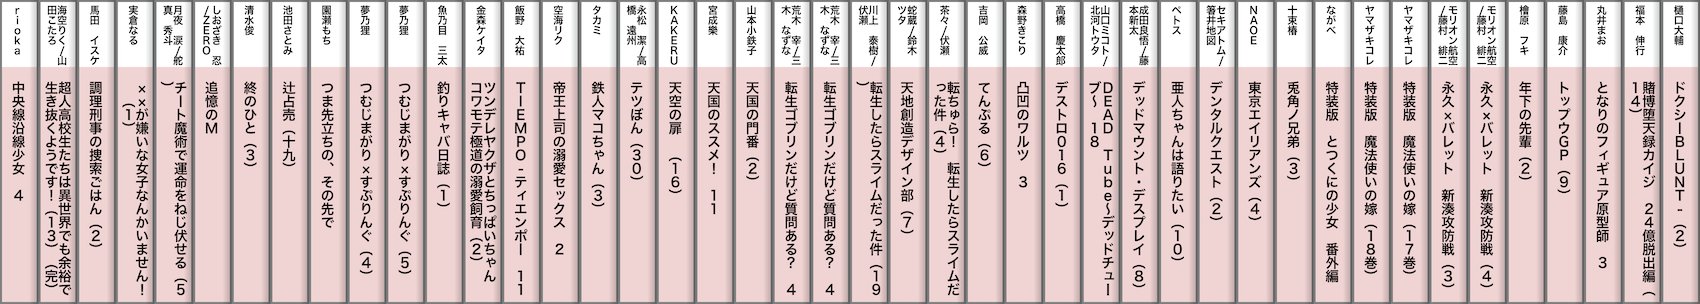 樋口大輔
ドクシーＢＬＵＮＴ-（２）
福本　伸行
賭博堕天録カイジ　２４億脱出編（
１４）
丸井まお
となりのフィギュア原型師　３
藤島　康介
トップウＧＰ（９）
檜原　フキ
年下の先輩（２）
モリオン航空
/藤村　緋二
永久×バレット　新湊攻防戦（４）
モリオン航空
/藤村　緋二
永久×バレット　新湊攻防戦（３）
ヤマザキコレ
特装版　魔法使いの嫁（１７巻）
ヤマザキコレ
特装版　魔法使いの嫁（１８巻）
ながべ
特装版　とつくにの少女　番外編
十束椿
兎角ノ兄弟（３）
ＮＡＯＥ
東京エイリアンズ（４）
セキアトム/
箸井地図
デンタルクエスト（２）
ペトス
亜人ちゃんは語りたい（１０）
成田良悟/藤
本新太
デッドマウント・デスプレイ（８）
山口ミコト/
北河トウタ
ＤＥＡＤ　Ｔｕｂｅ〜デッドチュー
ブ〜　１８
高橋　慶太郎
デストロ０１６（１）
森野きこり
凸凹のワルツ　３
吉岡　公威
てんぷる（６）
茶々/伏瀬
転ちゅら！　転生したらスライムだ
った件（４）
蛇蔵/鈴木
ツタ
天地創造デザイン部（７）
川上　泰樹/
伏瀬
転生したらスライムだった件（１９
）
荒木　宰/三
木　なずな
転生ゴブリンだけど質問ある？　４
荒木　宰/三
木　なずな
転生ゴブリンだけど質問ある？　４
山本小鉄子
天国の門番（２）
宮成樂
天国のススメ！　１１
ＫＡＫＥＲＵ
天空の扉　（１６）
永松　潔/高
橋　遠州
テツぼん（３０）
タカミ
鉄人マコちゃん（３）
空海リク
帝王上司の溺愛セックス　２
飯野　大祐
ＴＩＥＭＰＯ-ティエンポー　１１
金森ケイタ
ツンデレヤクザとちっぱいちゃん
コワモテ極道の溺愛飼育（２）
魚乃目　三太
釣りキャバ日誌（１）
夢乃狸
つむじまがり×すぷりんぐ（５）
夢乃狸
つむじまがり×すぷりんぐ（４）
園瀬もち
つま先立ちの、その先で
池田さとみ
辻占売（十九）
清水俊
終のひと（３）
しおざき　忍
/ＺＥＲＯ
追憶のＭ
月夜　涙/舵
真　秀斗
チート魔術で運命をねじ伏せる（５
）
実倉なる
××が嫌いな女子なんかいません！
（１）
馬田　イスケ
調理刑事の捜索ごはん（２）
海空りく/山
田こたろ
超人高校生たちは異世界でも余裕で
生き抜くようです！（１３）（完）
ｒｉｏｋａ
中央線沿線少女　４